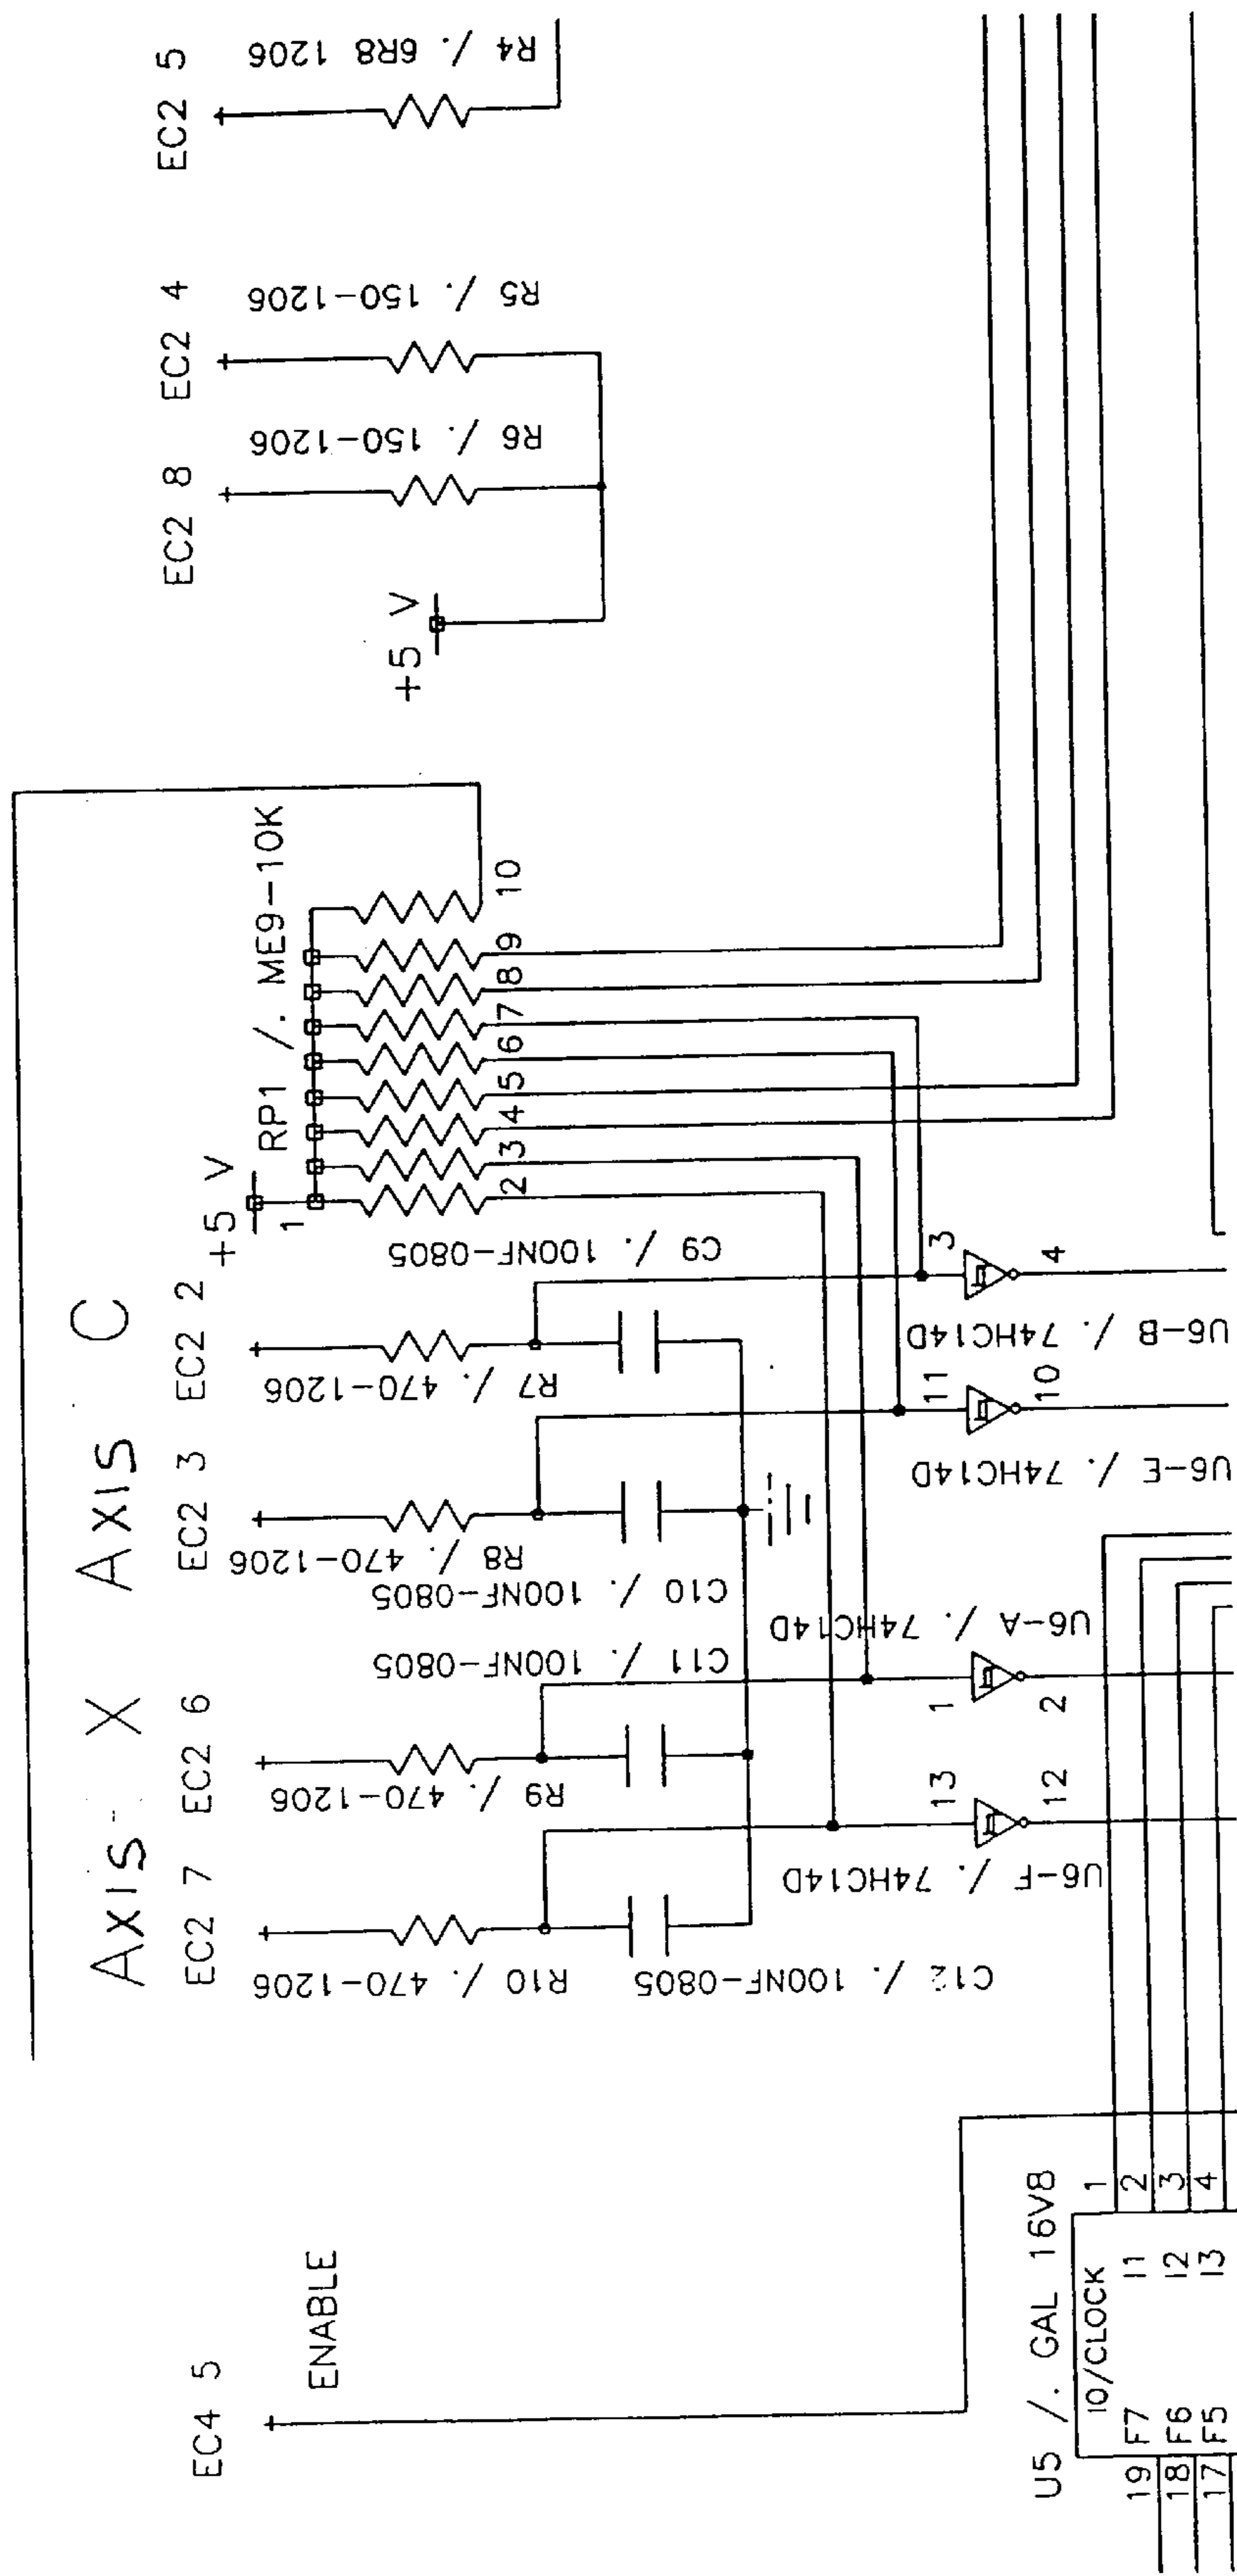 EC4 5
ENABLE
AXIS X
AXIS C
EC2 7
EC2 6
EC2 3
EC2 2
EC2 8
EC2 4
EC2 5
R10 /. 470-1206
R9 /. 470-1206
R8 /. 470-1206
R7 /. 470-1206
R6 /. 150-1206
R5 /. 150-1206
R4 /. 6R8 1206
+5 V
1
RP1 /. ME9-10K
2
3
4
5
6
7
8
9
10
+5 V
C12 /. 100NF-0805
C11 /. 100NF-0805
C10 /. 100NF-0805
C9 /. 100NF-0805
13
12
U6-F /. 74HC14D
1
2
U6-A /. 74HC14D
11
10
U6-E /. 74HC14D
3
4
U6-B /. 74HC14D
U5 /. GAL 16V8
I0/CLOCK
1
19 F7
I1
2
18 F6
I2
3
17 F5
I3
4